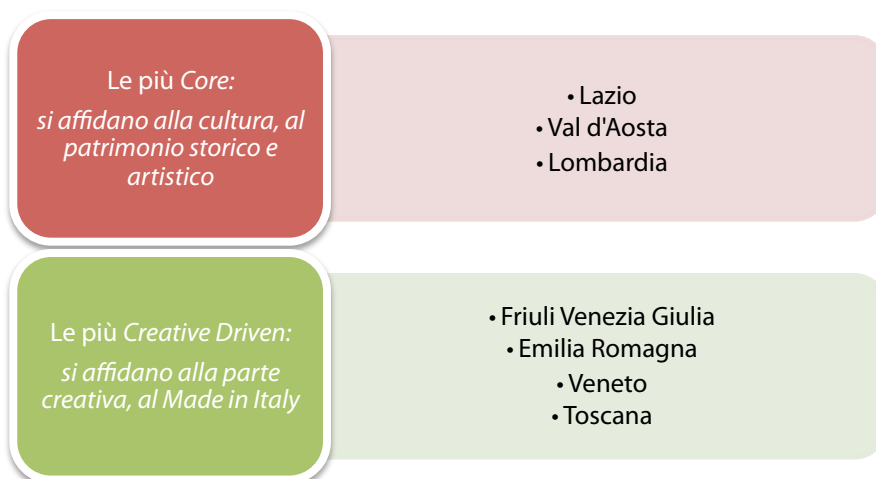 Le più Core:
si affidano alla cultura, al
patrimonio storico e
artistico
• Lazio
• Val d'Aosta
• Lombardia
Le più Creative Driven:
si affidano alla parte
creativa, al Made in Italy
• Friuli Venezia Giulia
• Emilia Romagna
• Veneto
• Toscana